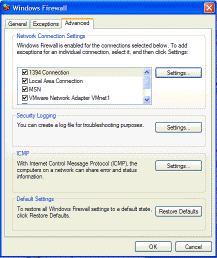 Windows Firewall
General Exceptions Advanced
Network Connection Settings
Windows Firewall is enabled for the connections selected below. To add
exceptions for an individual connection, select it, and then click Settings:
1394 Connection
Local Area Connection
MSN
VMware Network Adapter VMnet1
Settings...
Security Logging
You can create a log file for troubleshooting purposes.
Settings...
ICMP
With Internet Control Message Protocol (ICMP), the
computers on a network can share error and status
information.
Settings...
Default Settings
To restore all Windows Firewall settings to a default state,
click Restore Defaults.
Restore Defaults
OK Cancel